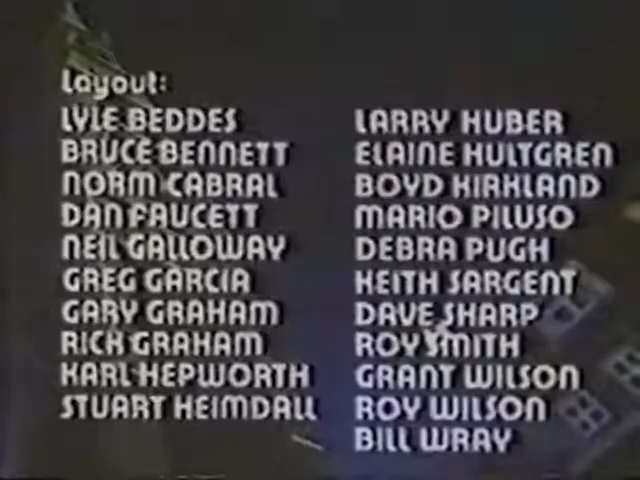 Layout:
LYLE BEDDES
BRUCE BENNETT
NORM CABRAL
DAN FAUCETT
NEIL GALLOWAY
GREG GARCIA
GARY GRAHAM
RICK GRAHAM
KARL HEPWORTH
STUART HEIMDALL
LARRY HUBER
ELAINE HULTGREN
BOYD KIRKLAND
MARIO PILUSO
DEBRA PUGH
KEITH SARGENT
DAVE SHARP
ROY SMITH
GRANT WILSON
ROY WILSON
BILL WRAY